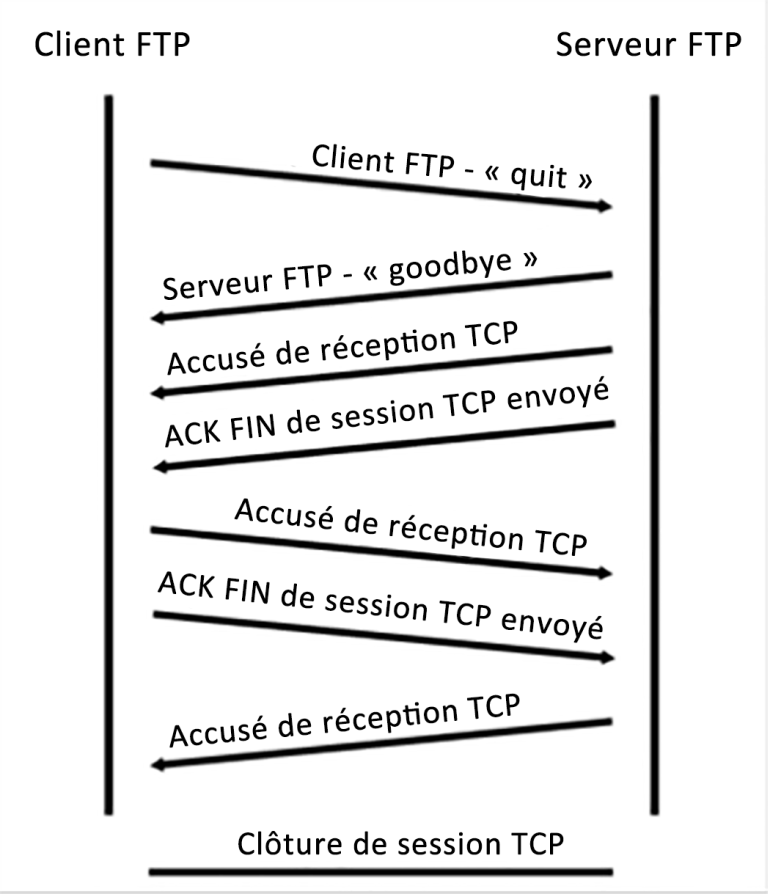 Client FTP
Serveur FTP
Client FTP - « quit »
Serveur FTP - « goodbye »
Accusé de réception TCP
ACK FIN de session TCP envoyé
Accusé de réception TCP
ACK FIN de session TCP envoyé
Accusé de réception TCP
Clôture de session TCP